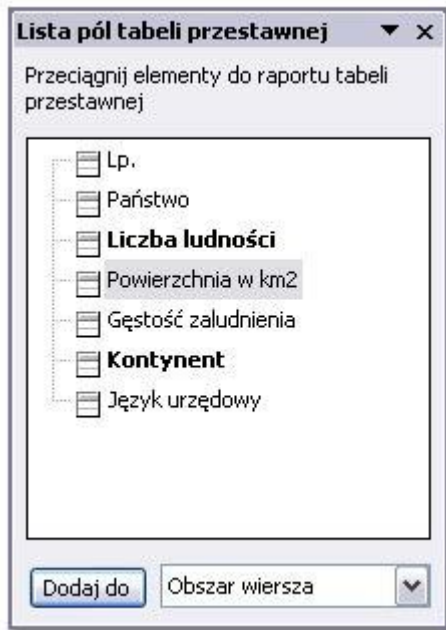 Lista pól tabeli przestawnej
Przeciągnij elementy do raportu tabeli
przestawnej
Lp.
Państwo
Liczba ludności
Powierzchnia w km2
Gęstość zaludnienia
Kontynent
Język urzędowy
Dodaj do
Obszar wiersza